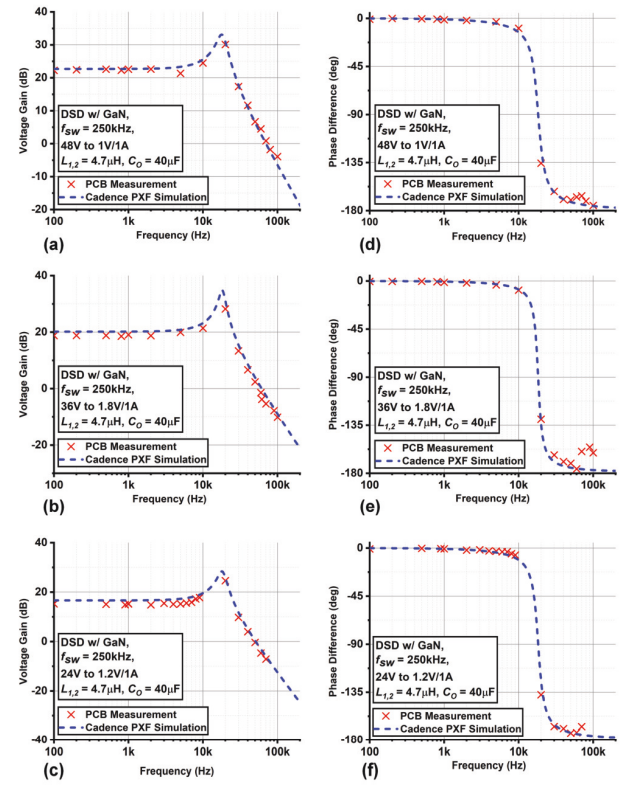 40
30
20
10
0
-10
-20
Voltage Gain (dB)
DSD w/ GaN,
fSW = 250kHz,
48V to 1V/1A
L1,2 = 4.7μH, CO = 40μF
PCB Measurement
Cadence PXF Simulation
100 1k 10k 100k
Frequency (Hz)
(a)
0
-45
-90
-135
-180
Phase Difference (deg)
DSD w/ GaN,
fSW = 250kHz,
48V to 1V/1A
L1,2 = 4.7μH, CO = 40μF
PCB Measurement
Cadence PXF Simulation
100 1k 10k 100k
Frequency (Hz)
(d)
40
20
0
-20
Voltage Gain (dB)
DSD w/ GaN,
fSW = 250kHz,
36V to 1.8V/1A
L1,2 = 4.7μH, CO = 40μF
PCB Measurement
Cadence PXF Simulation
100 1k 10k 100k
Frequency (Hz)
(b)
0
-45
-90
-135
-180
Phase Difference (deg)
DSD w/ GaN,
fSW = 250kHz,
36V to 1.8V/1A
L1,2 = 4.7μH, CO = 40μF
PCB Measurement
Cadence PXF Simulation
100 1k 10k 100k
Frequency (Hz)
(e)
40
20
0
-20
-40
Voltage Gain (dB)
DSD w/ GaN,
fSW = 250kHz,
24V to 1.2V/1A
L1,2 = 4.7μH, CO = 40μF
PCB Measurement
Cadence PXF Simulation
100 1k 10k 100k
Frequency (Hz)
(c)
0
-45
-90
-135
-180
Phase Difference (deg)
DSD w/ GaN,
fSW = 250kHz,
24V to 1.2V/1A
L1,2 = 4.7μH, CO = 40μF
PCB Measurement
Cadence PXF Simulation
100 1k 10k 100k
Frequency (Hz)
(f)